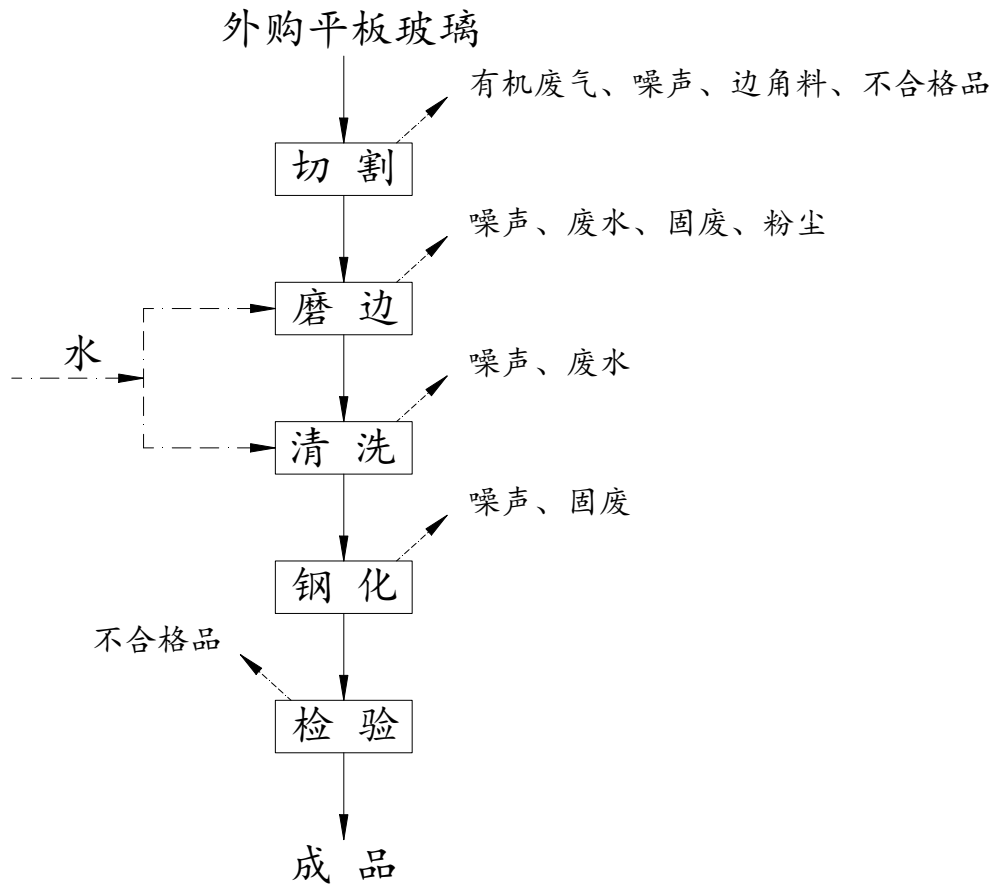 外购平板玻璃
有机废气、噪声、边角料、不合格品
切 割
噪声、废水、固废、粉尘
磨 边
水
噪声、废水
清 洗
噪声、固废
钢 化
不合格品
检 验
成 品